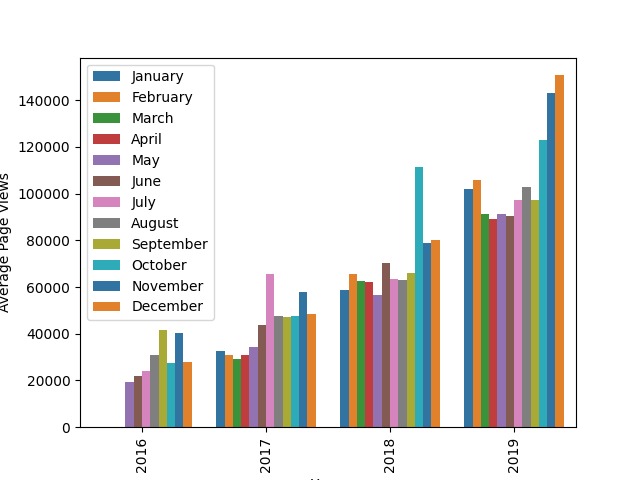 January
February
March
April
May
June
July
August
September
October
November
December
Average Page Views
140000
120000
100000
80000
60000
40000
20000
0
2016
2017
2018
2019